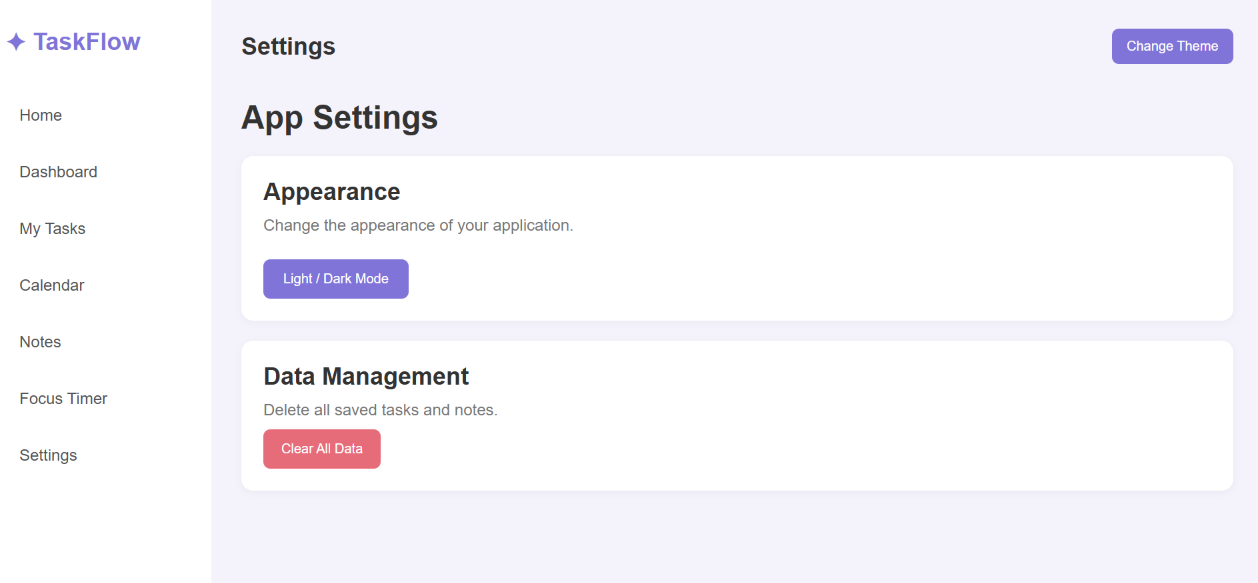 ✦ TaskFlow
Home
Dashboard
My Tasks
Calendar
Notes
Focus Timer
Settings
Settings
Change Theme
App Settings
Appearance
Change the appearance of your application.
Light / Dark Mode
Data Management
Delete all saved tasks and notes.
Clear All Data